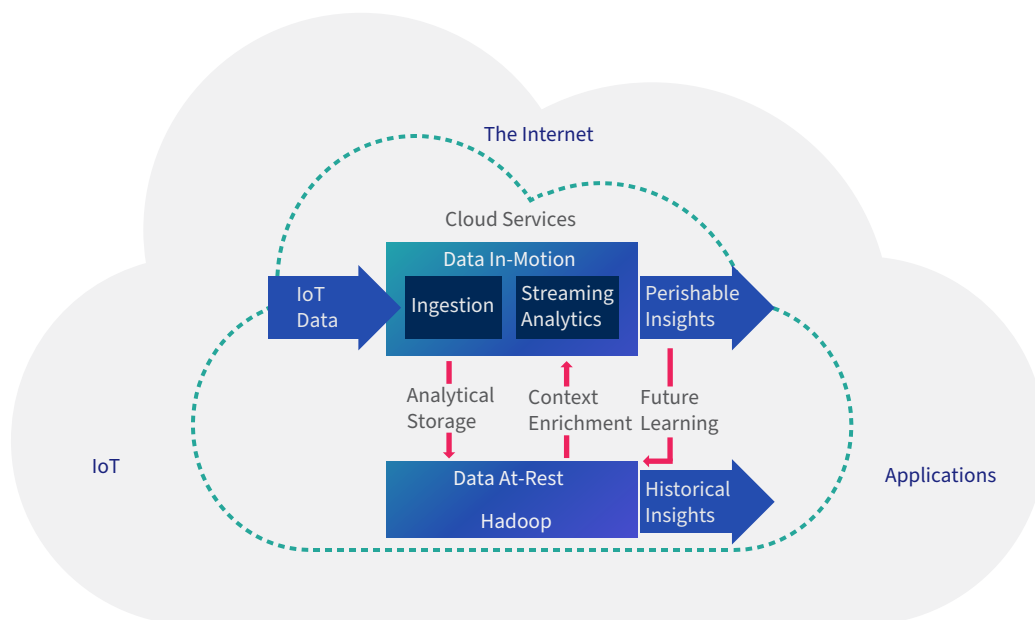 The Internet
Cloud Services
Data In-Motion
IoT
Data
Ingestion
Streaming
Analytics
Perishable
Insights
Analytical
Storage
Context
Enrichment
Future
Learning
IoT
Data At-Rest
Hadoop
Historical
Insights
Applications